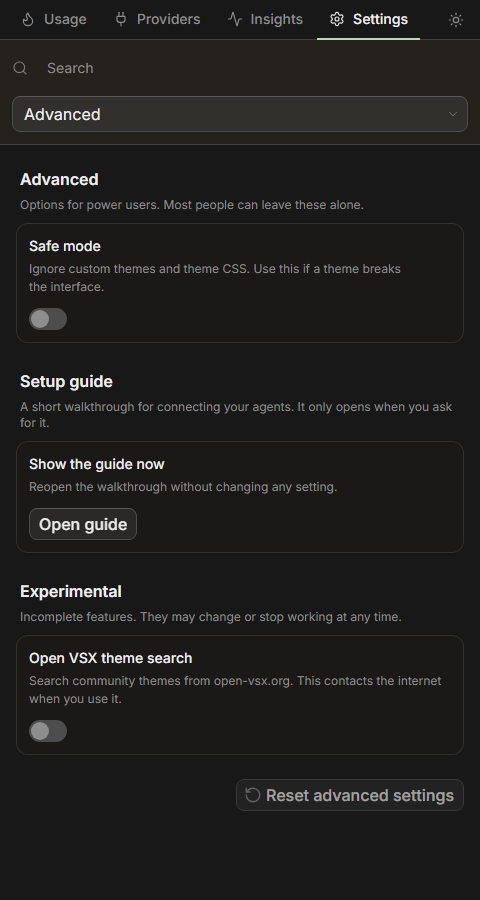 Usage
Providers
Insights
Settings
Search
Advanced
Advanced
Options for power users. Most people can leave these alone.
Safe mode
Ignore custom themes and theme CSS. Use this if a theme breaks
the interface.
Setup guide
A short walkthrough for connecting your agents. It only opens when you ask
for it.
Show the guide now
Reopen the walkthrough without changing any setting.
Open guide
Experimental
Incomplete features. They may change or stop working at any time.
Open VSX theme search
Search community themes from open-vsx.org. This contacts the internet
when you use it.
Reset advanced settings